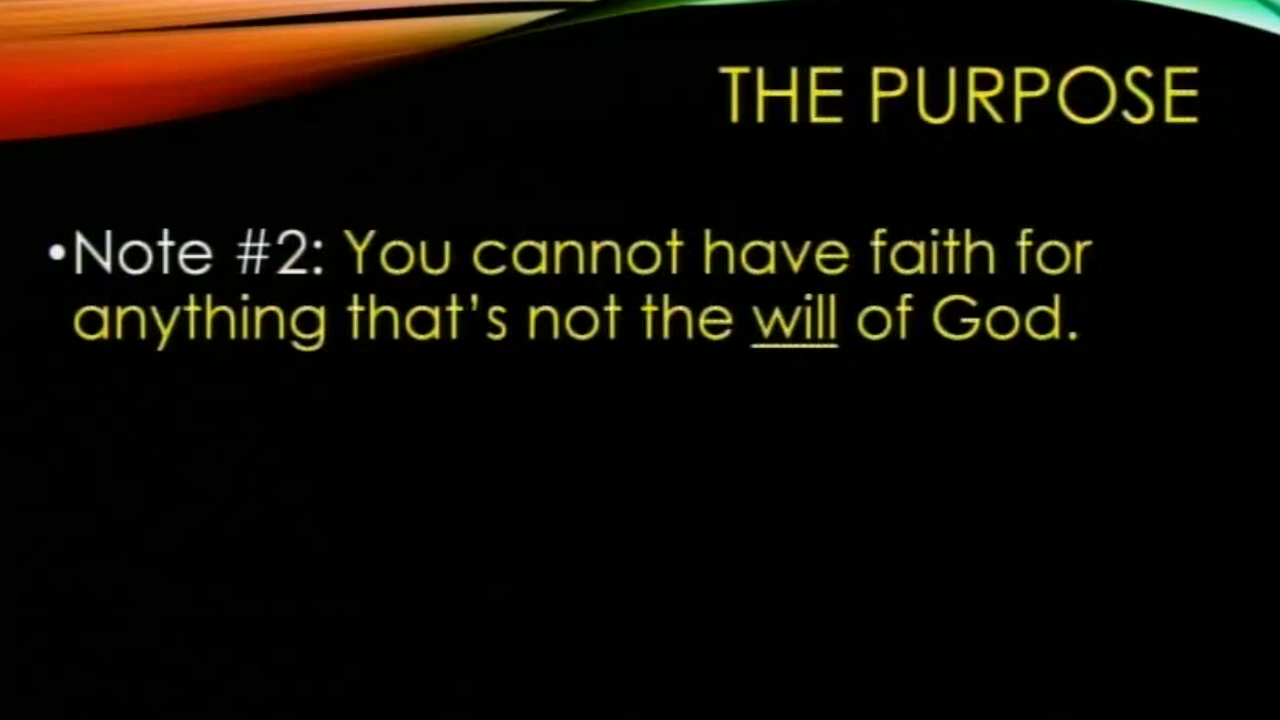 THE PURPOSE
•Note #2: You cannot have faith for
anything that's not the will of God.